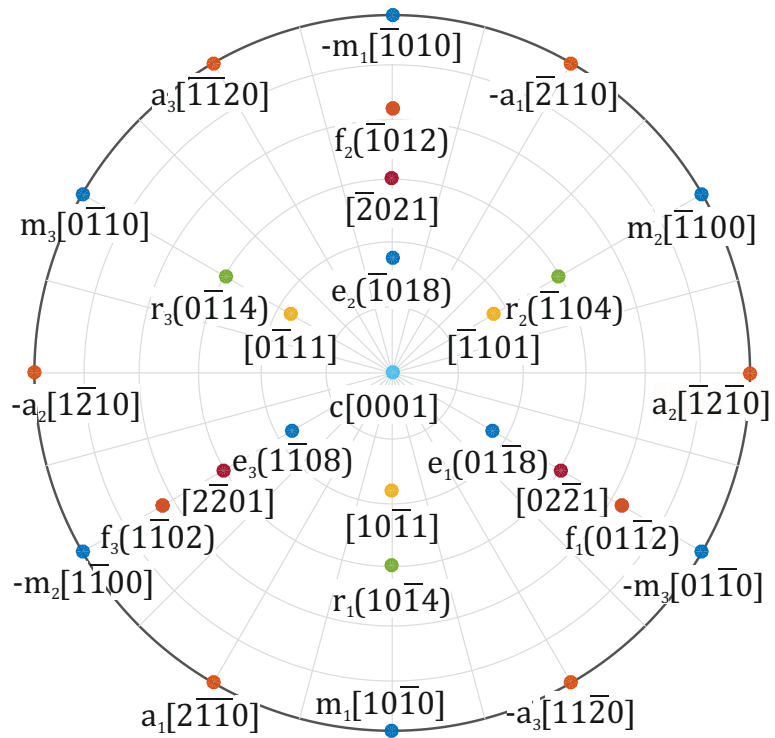 -m₁[1̅010]
a₃[1̅1̅20]
-a₁[2̅110]
f₂(1̅012)
[2̅021]
m₃[01̅10]
m₂[1̅100]
e₂(1̅018)
r₃(01̅14)
r₂(1̅104)
[01̅11]
[1̅101]
c[0001]
-a₂[12̅10]
a₂[1̅21̅0]
e₃(11̅08)
e₁(011̅8)
[22̅01]
[022̅1]
[101̅1]
f₃(11̅02)
f₁(011̅2)
-m₂[11̅00]
-m₃[011̅0]
r₁(101̅4)
a₁[21̅1̅0]
m₁[101̅0]
-a₃[112̅0]